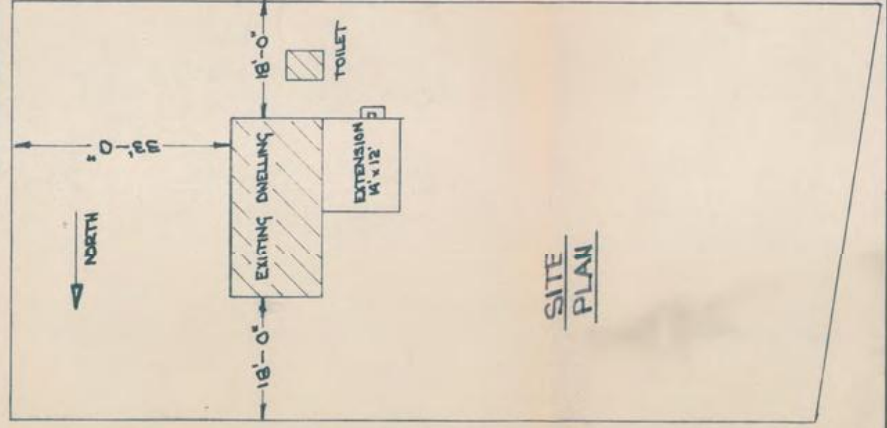 18'-0"
TOILET
33'-0"
NORTH
EXISTING DWELLING
EXTENSION
14' x 12'
18'-0"
SITE
PLAN